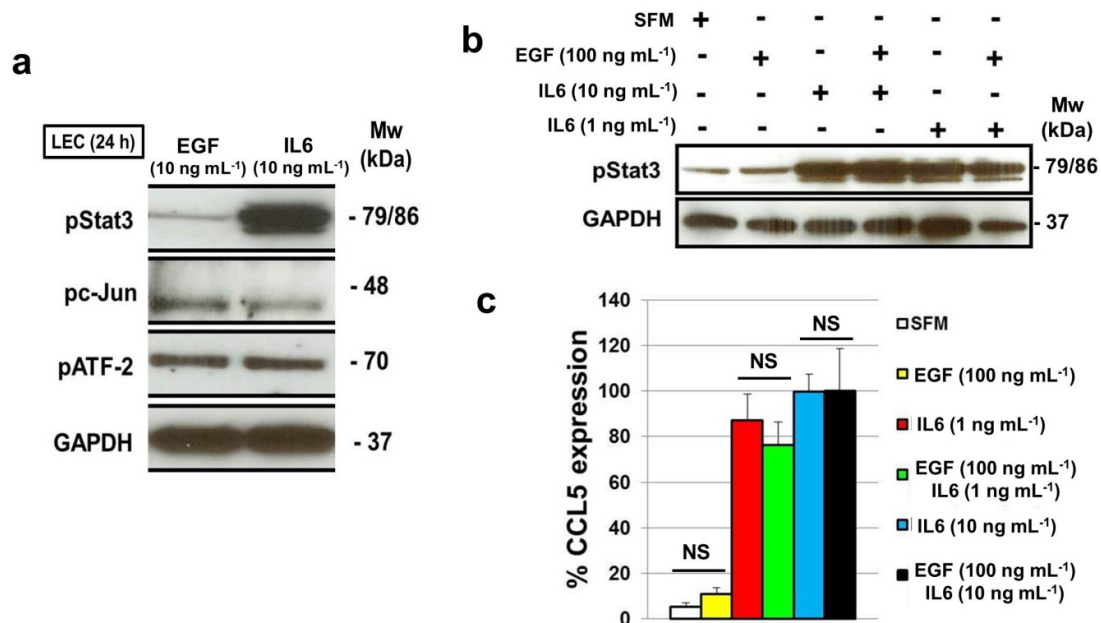 a
LEC (24 h)
EGF
(10 ng mL-1)
IL6
(10 ng mL-1)
Mw
(kDa)
pStat3
- 79/86
pc-Jun
- 48
pATF-2
- 70
GAPDH
- 37
b
SFM + - - - - -
EGF (100 ng mL-1) - + - + - +
IL6 (10 ng mL-1) - - + + - -
IL6 (1 ng mL-1) - - - - + +
Mw
(kDa)
pStat3
- 79/86
GAPDH
- 37
c
% CCL5 expression
140
120
100
80
60
40
20
0
NS
NS
NS
SFM
EGF (100 ng mL-1)
IL6 (1 ng mL-1)
EGF (100 ng mL-1)
IL6 (1 ng mL-1)
IL6 (10 ng mL-1)
EGF (100 ng mL-1)
IL6 (10 ng mL-1)